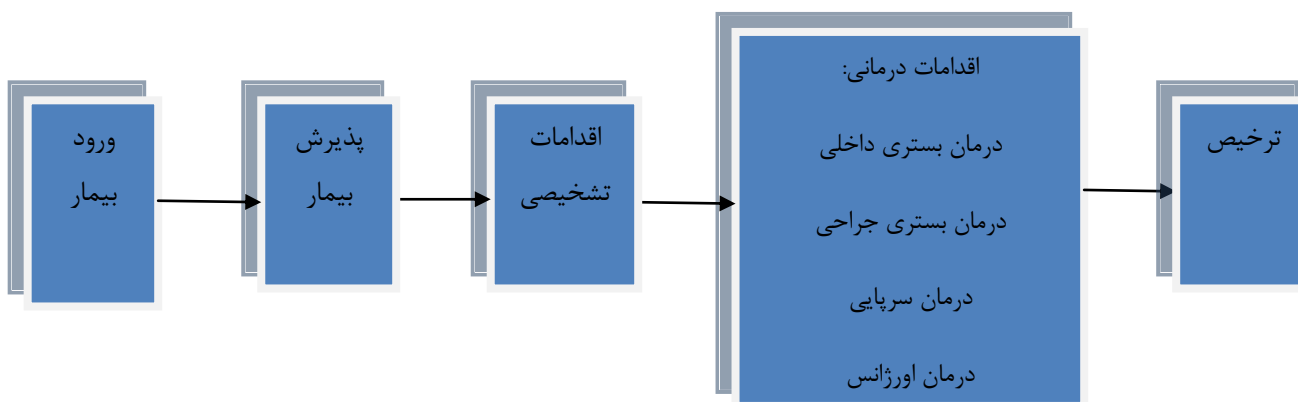 ورود
بیمار
پذیرش
بیمار
اقدامات
تشخیصی
اقدامات درمانی:
درمان بستری داخلی
درمان بستری جراحی
درمان سرپایی
درمان اورژانس
ترخیص